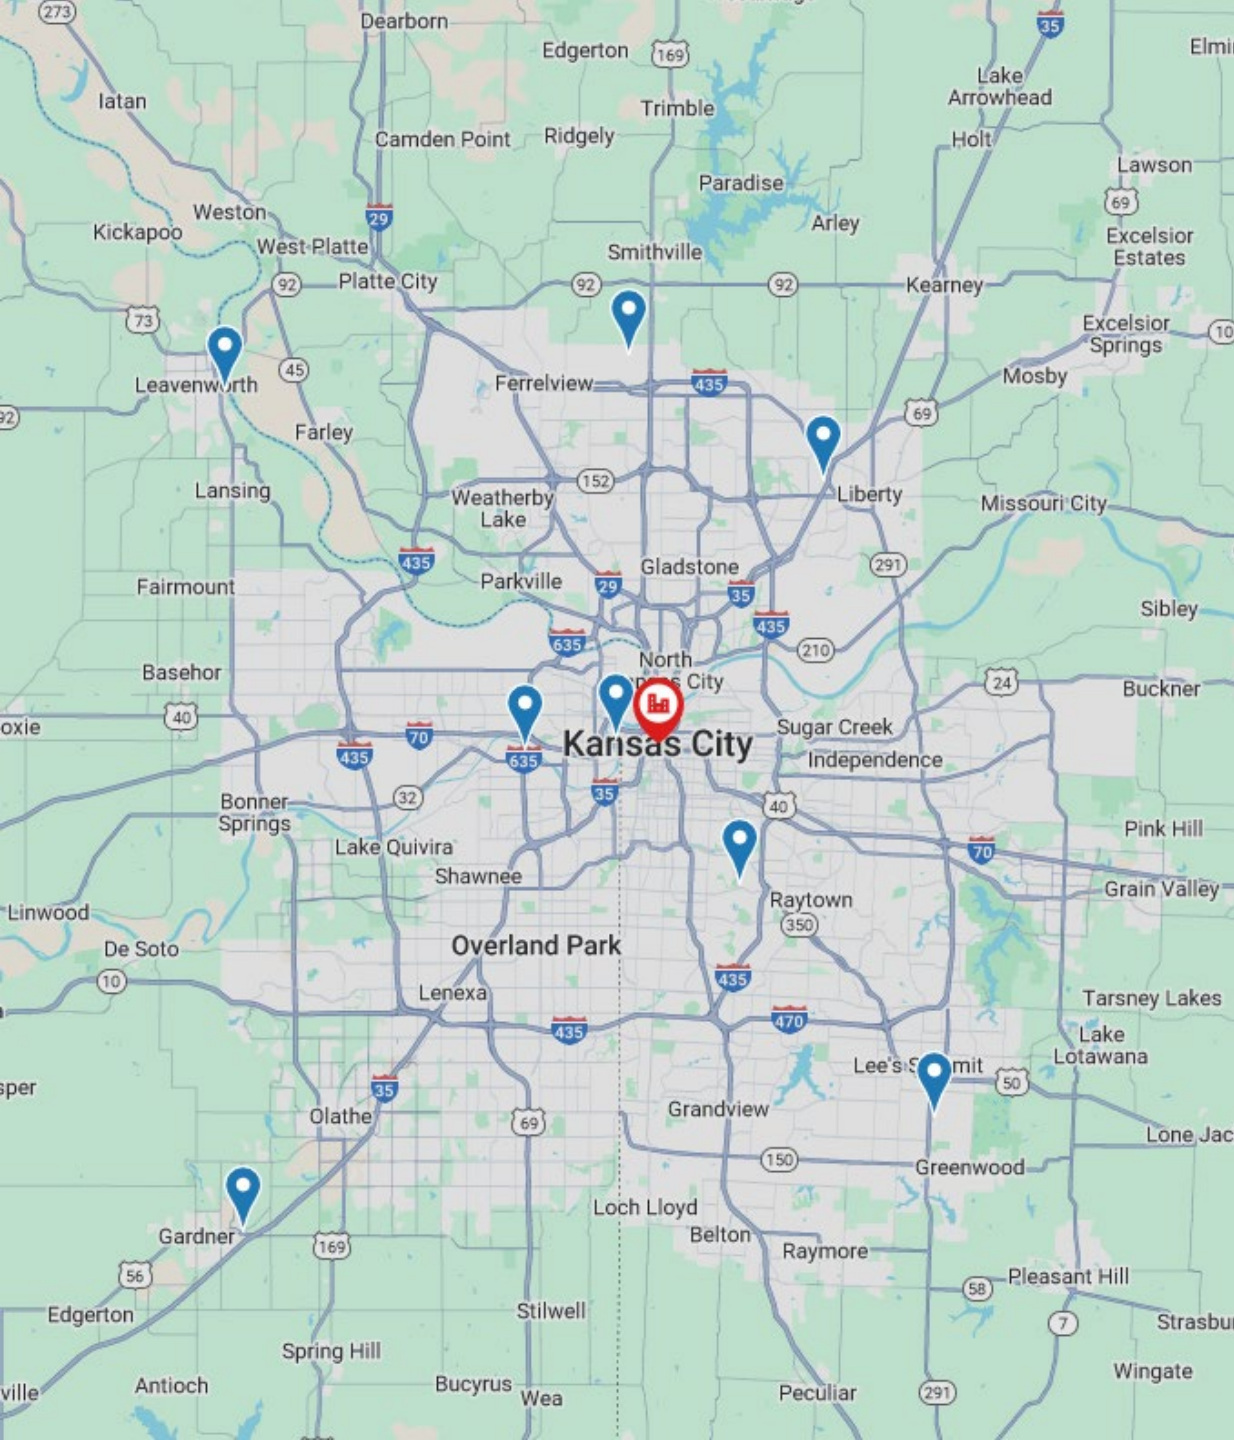 273
Dearborn
35
Edgerton
169
Lake
Arrowhead
Iatan
Trimble
Camden Point
Ridgely
Holt
Lawson
Paradise
69
Weston
29
Arley
Kickapoo
West Platte
Smithville
Excelsior
Estates
Platte City
92
92
92
Kearney
73
Excelsior
Springs
10
45
Leavenworth
Ferrelview
435
Mosby
92
69
Farley
152
Lansing
Weatherby
Lake
Liberty
Missouri City
435
Gladstone
291
Fairmount
Parkville
29
35
Sibley
435
635
210
North
City
Basehor
24
Buckner
40
oxie
70
Sugar Creek
435
635
Kansas City
Independence
32
35
Bonner
Springs
40
Pink Hill
Lake Quivira
70
Shawnee
Grain Valley
Raytown
Linwood
350
De Soto
Overland Park
10
435
Lenexa
Tarsney Lakes
435
470
Lake
Lotawana
sper
Lee's Summit
35
50
Olathe
Grandview
69
Lone Jac
150
Greenwood
Loch Lloyd
Gardner
Belton
169
Raymore
56
Pleasant Hill
58
Edgerton
Stilwell
7
Strasbu
Spring Hill
Wingate
Antioch
Bucyrus
Wea
Peculiar
291
ville